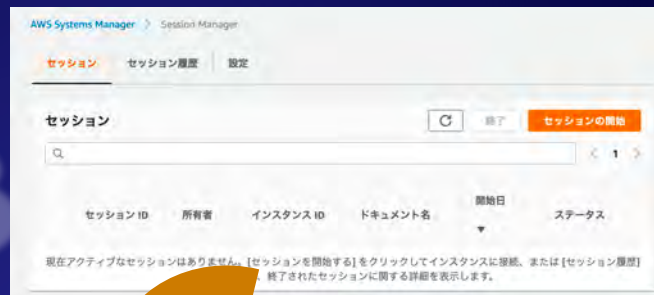 AWS Systems Manager > Session Manager
セッション セッション履歴 設定
セッション 終了 セッションの開始
< 1 >
セッション ID 所有者 インスタンス ID ドキュメント名 開始日 ▼ ステータス
現在アクティブなセッションはありません。[セッションを開始する] をクリックしてインスタンスに接続、または [セッション履歴]
、終了されたセッションに関する詳細を表示します。